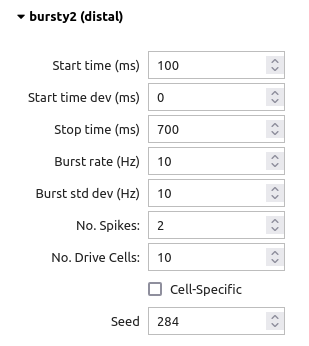 bursty2 (distal)
Start time (ms) 100
Start time dev (ms) 0
Stop time (ms) 700
Burst rate (Hz) 10
Burst std dev (Hz) 10
No. Spikes: 2
No. Drive Cells: 10
Cell-Specific
Seed 284